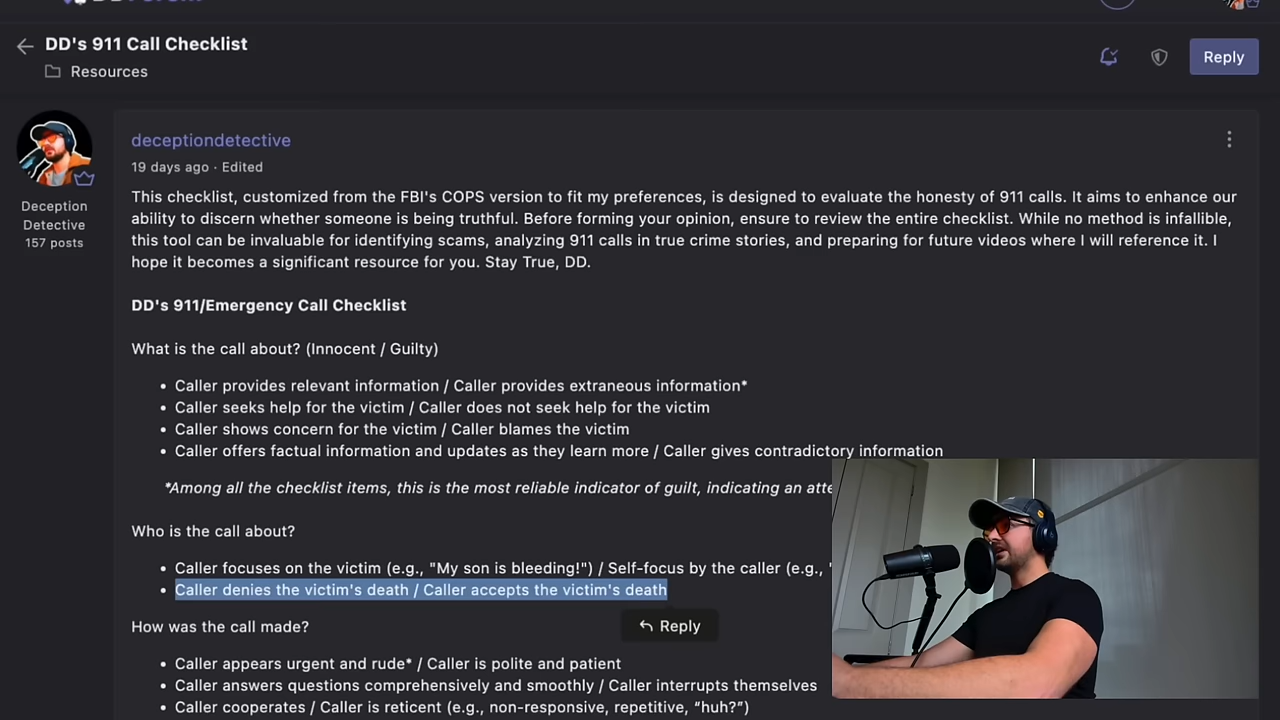 DD's 911 Call Checklist
Resources
Reply
deceptiondetective
19 days ago · Edited
Deception
Detective
157 posts
This checklist, customized from the FBI's COPS version to fit my preferences, is designed to evaluate the honesty of 911 calls. It aims to enhance our
ability to discern whether someone is being truthful. Before forming your opinion, ensure to review the entire checklist. While no method is infallible,
this tool can be invaluable for identifying scams, analyzing 911 calls in true crime stories, and preparing for future videos where I will reference it. I
hope it becomes a significant resource for you. Stay True, DD.
DD's 911/Emergency Call Checklist
What is the call about? (Innocent / Guilty)
• Caller provides relevant information / Caller provides extraneous information*
• Caller seeks help for the victim / Caller does not seek help for the victim
• Caller shows concern for the victim / Caller blames the victim
• Caller offers factual information and updates as they learn more / Caller gives contradictory information
*Among all the checklist items, this is the most reliable indicator of guilt, indicating an
Who is the call about?
• Caller focuses on the victim (e.g., "My son is bleeding!") / Self-focus by the caller (e.g., "
• Caller denies the victim's death / Caller accepts the victim's death
Reply
How was the call made?
• Caller appears urgent and rude* / Caller is polite and patient
• Caller answers questions comprehensively and smoothly / Caller interrupts themselves
• Caller cooperates / Caller is reticent (e.g., non-responsive, repetitive, “huh?”)